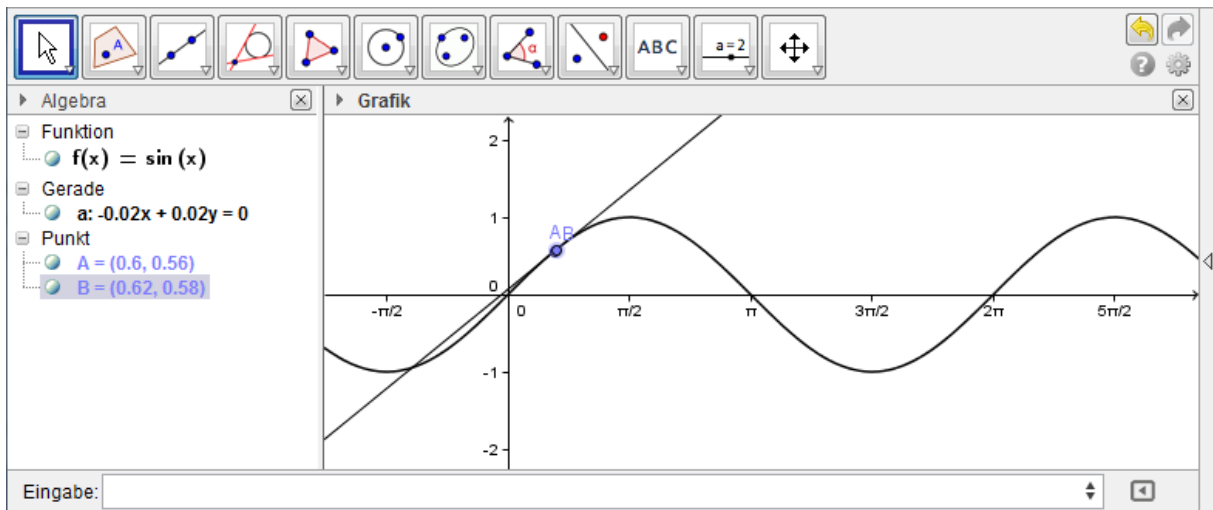 A
α
ABC
a = 2
Algebra
Grafik
Funktion
f(x) = sin (x)
Gerade
a: -0.02x + 0.02y = 0
Punkt
A = (0.6, 0.56)
B = (0.62, 0.58)
2
1
0
-1
-2
A B
-π/2
0
π/2
π
3π/2
2π
5π/2
Eingabe: